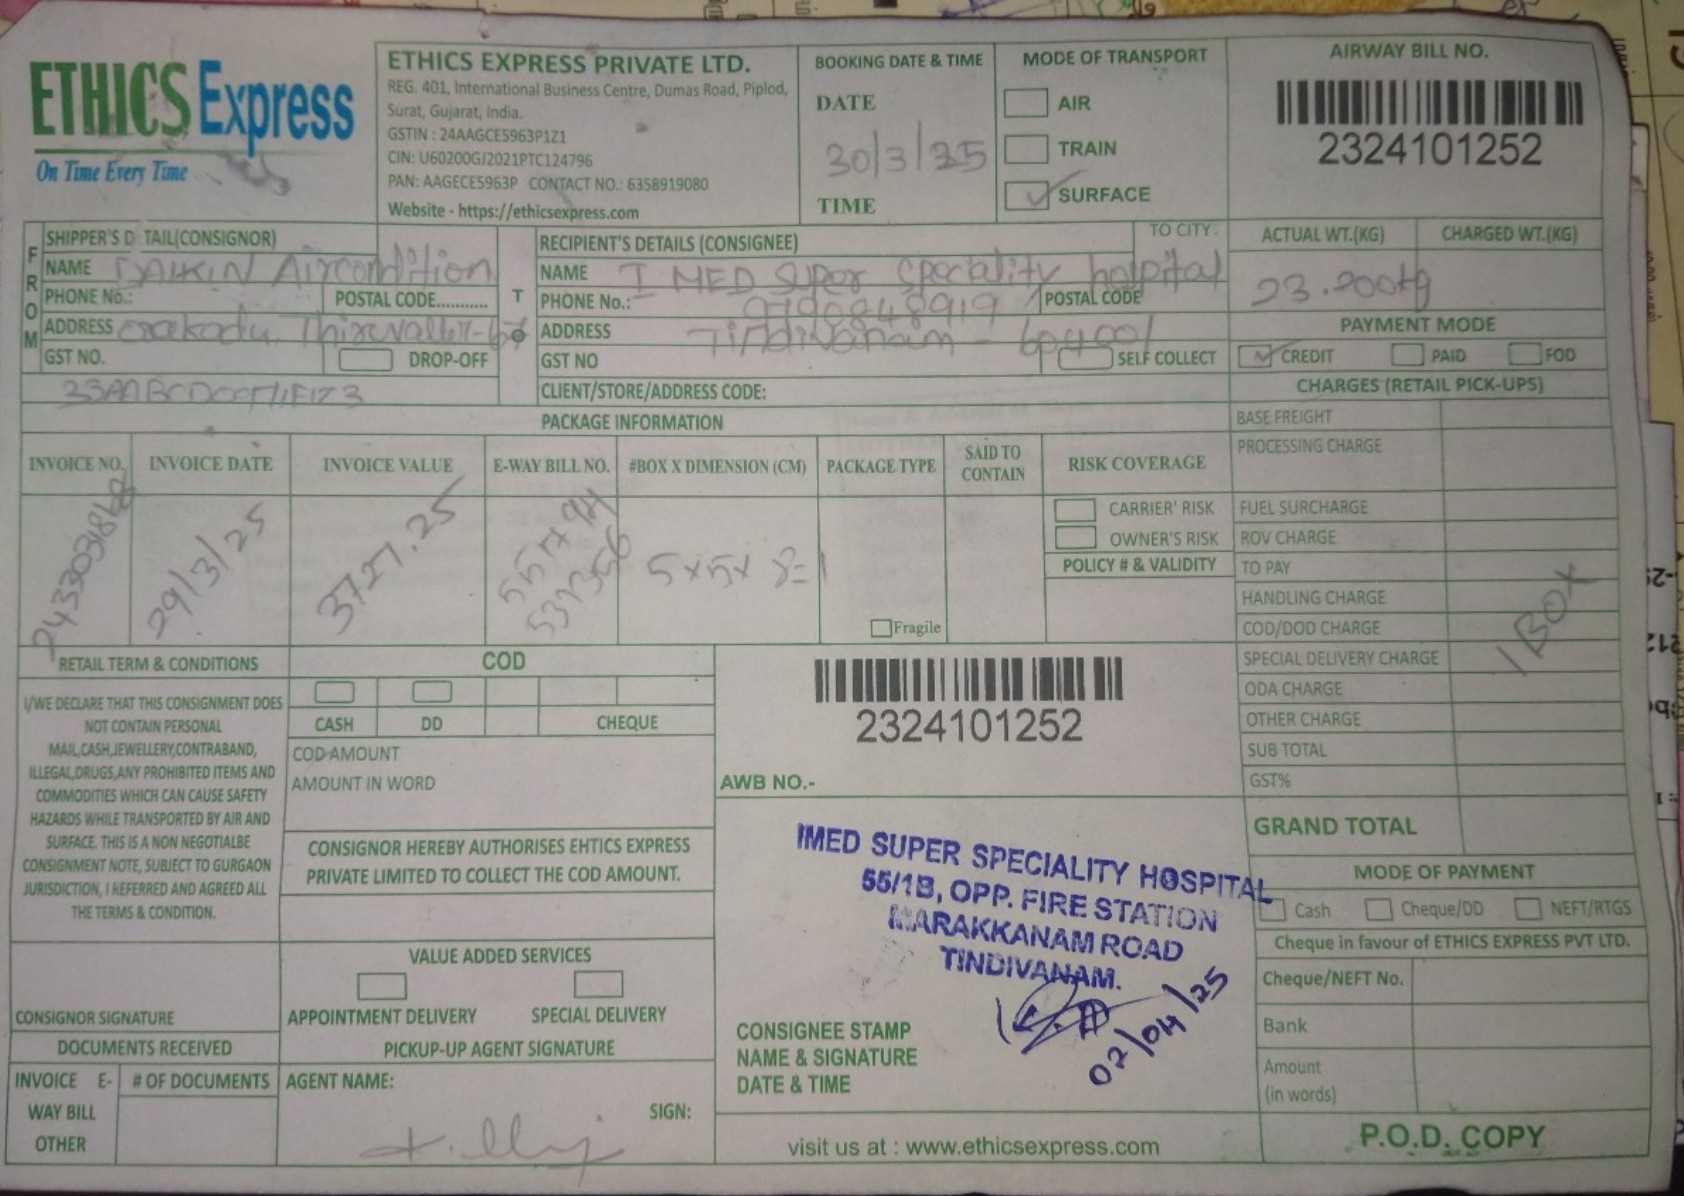 ETHICS Express
On Time Every Time
ETHICS EXPRESS PRIVATE LTD.
REG. 401, International Business Centre, Dumas Road, Piplod,
Surat, Gujarat, India.
GSTIN : 24AAGCE5963P1Z1
CIN: U60200GJ2021PTC124796
PAN: AAGECE5963P CONTACT NO.: 6358919080
Website - https://ethicsexpress.com
BOOKING DATE & TIME
DATE
30/3/25
TIME
MODE OF TRANSPORT
AIR
TRAIN
SURFACE
AIRWAY BILL NO.
2324101252
FROM
SHIPPER'S D TAIL(CONSIGNOR)
NAME DAIKIN Aircondition
PHONE No.: POSTAL CODE...........
ADDRESS Thiruvallur-67
GST NO. DROP-OFF
TO
RECIPIENT'S DETAILS (CONSIGNEE)
TO CITY:
NAME I MED Super Speciality hospital
PHONE No.: 9790848919 POSTAL CODE
ADDRESS Tindivanam - 604001
GST NO SELF COLLECT
CLIENT/STORE/ADDRESS CODE:
ACTUAL WT.(KG) CHARGED WT.(KG)
23.200kg
PAYMENT MODE
CREDIT PAID FOD
CHARGES (RETAIL PICK-UPS)
BASE FREIGHT
PROCESSING CHARGE
FUEL SURCHARGE
ROV CHARGE
TO PAY
HANDLING CHARGE
COD/DOD CHARGE
SPECIAL DELIVERY CHARGE
ODA CHARGE
OTHER CHARGE
SUB TOTAL
GST%
GRAND TOTAL
1 BOX
PACKAGE INFORMATION
INVOICE NO. INVOICE DATE INVOICE VALUE E-WAY BILL NO. #BOX X DIMENSION (CM) PACKAGE TYPE SAID TO CONTAIN RISK COVERAGE
29/3/25 3727.25 5x5x8=1
Fragile
CARRIER' RISK
OWNER'S RISK
POLICY # & VALIDITY
RETAIL TERM & CONDITIONS
I/WE DECLARE THAT THIS CONSIGNMENT DOES
NOT CONTAIN PERSONAL
MAIL,CASH,JEWELLERY,CONTRABAND,
ILLEGAL,DRUGS,ANY PROHIBITED ITEMS AND
COMMODITIES WHICH CAN CAUSE SAFETY
HAZARDS WHILE TRANSPORTED BY AIR AND
SURFACE. THIS IS A NON NEGOTIALBE
CONSIGNMENT NOTE, SUBJECT TO GURGAON
JURISDICTION, I REFERRED AND AGREED ALL
THE TERMS & CONDITION.
CONSIGNOR SIGNATURE
DOCUMENTS RECEIVED
INVOICE E-WAY BILL
# OF DOCUMENTS
OTHER
COD
CASH DD CHEQUE
COD AMOUNT
AMOUNT IN WORD
CONSIGNOR HEREBY AUTHORISES EHTICS EXPRESS
PRIVATE LIMITED TO COLLECT THE COD AMOUNT.
VALUE ADDED SERVICES
APPOINTMENT DELIVERY SPECIAL DELIVERY
PICKUP-UP AGENT SIGNATURE
AGENT NAME:
SIGN:
2324101252
AWB NO.-
IMED SUPER SPECIALITY HOSPITAL
55/1B, OPP. FIRE STATION
MARAKKANAM ROAD
TINDIVANAM.
02/04/25
CONSIGNEE STAMP
NAME & SIGNATURE
DATE & TIME
visit us at : www.ethicsexpress.com
MODE OF PAYMENT
Cash Cheque/DD NEFT/RTGS
Cheque in favour of ETHICS EXPRESS PVT LTD.
Cheque/NEFT No.
Bank
Amount
(in words)
P.O.D. COPY